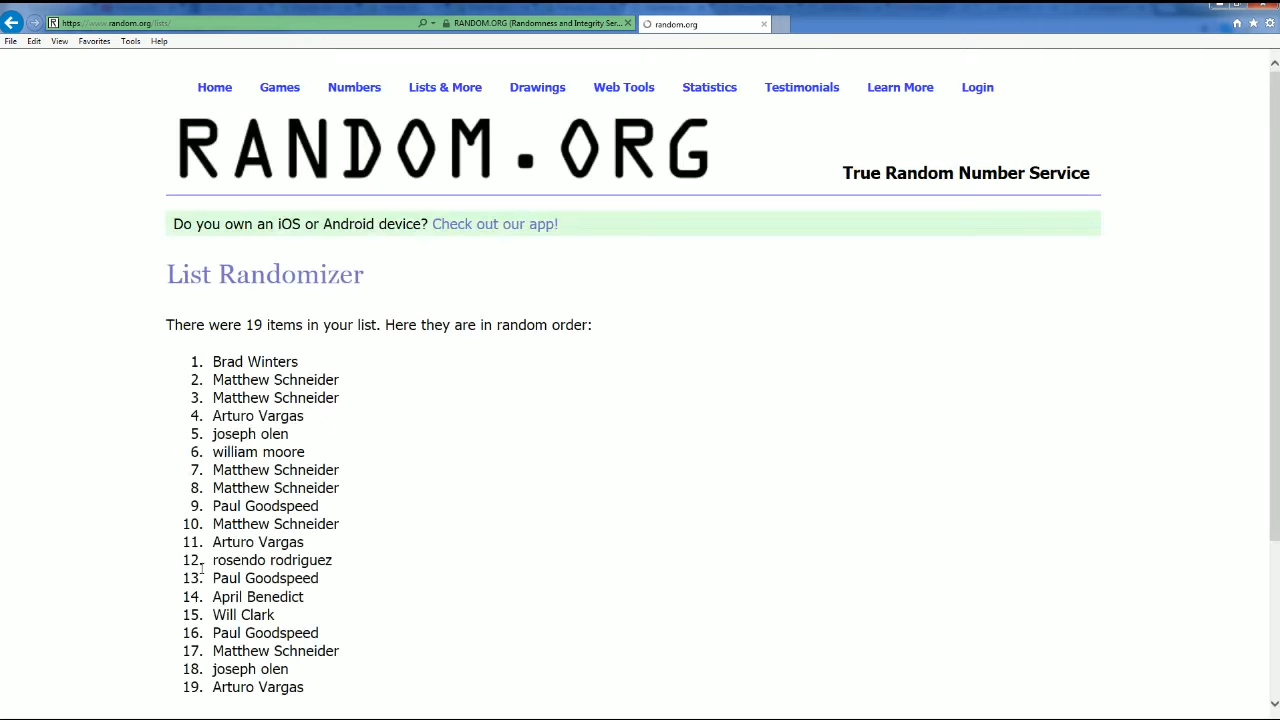 https://www.random.org/lists/
RANDOM.ORG (Randomness and Integrity Ser...
random.org
File Edit View Favorites Tools Help
Home Games Numbers Lists & More Drawings Web Tools Statistics Testimonials Learn More Login
RANDOM.ORG
True Random Number Service
Do you own an iOS or Android device? Check out our app!
List Randomizer
There were 19 items in your list. Here they are in random order:
1. Brad Winters
2. Matthew Schneider
3. Matthew Schneider
4. Arturo Vargas
5. joseph olen
6. william moore
7. Matthew Schneider
8. Matthew Schneider
9. Paul Goodspeed
10. Matthew Schneider
11. Arturo Vargas
12. rosendo rodriguez
13. Paul Goodspeed
14. April Benedict
15. Will Clark
16. Paul Goodspeed
17. Matthew Schneider
18. joseph olen
19. Arturo Vargas